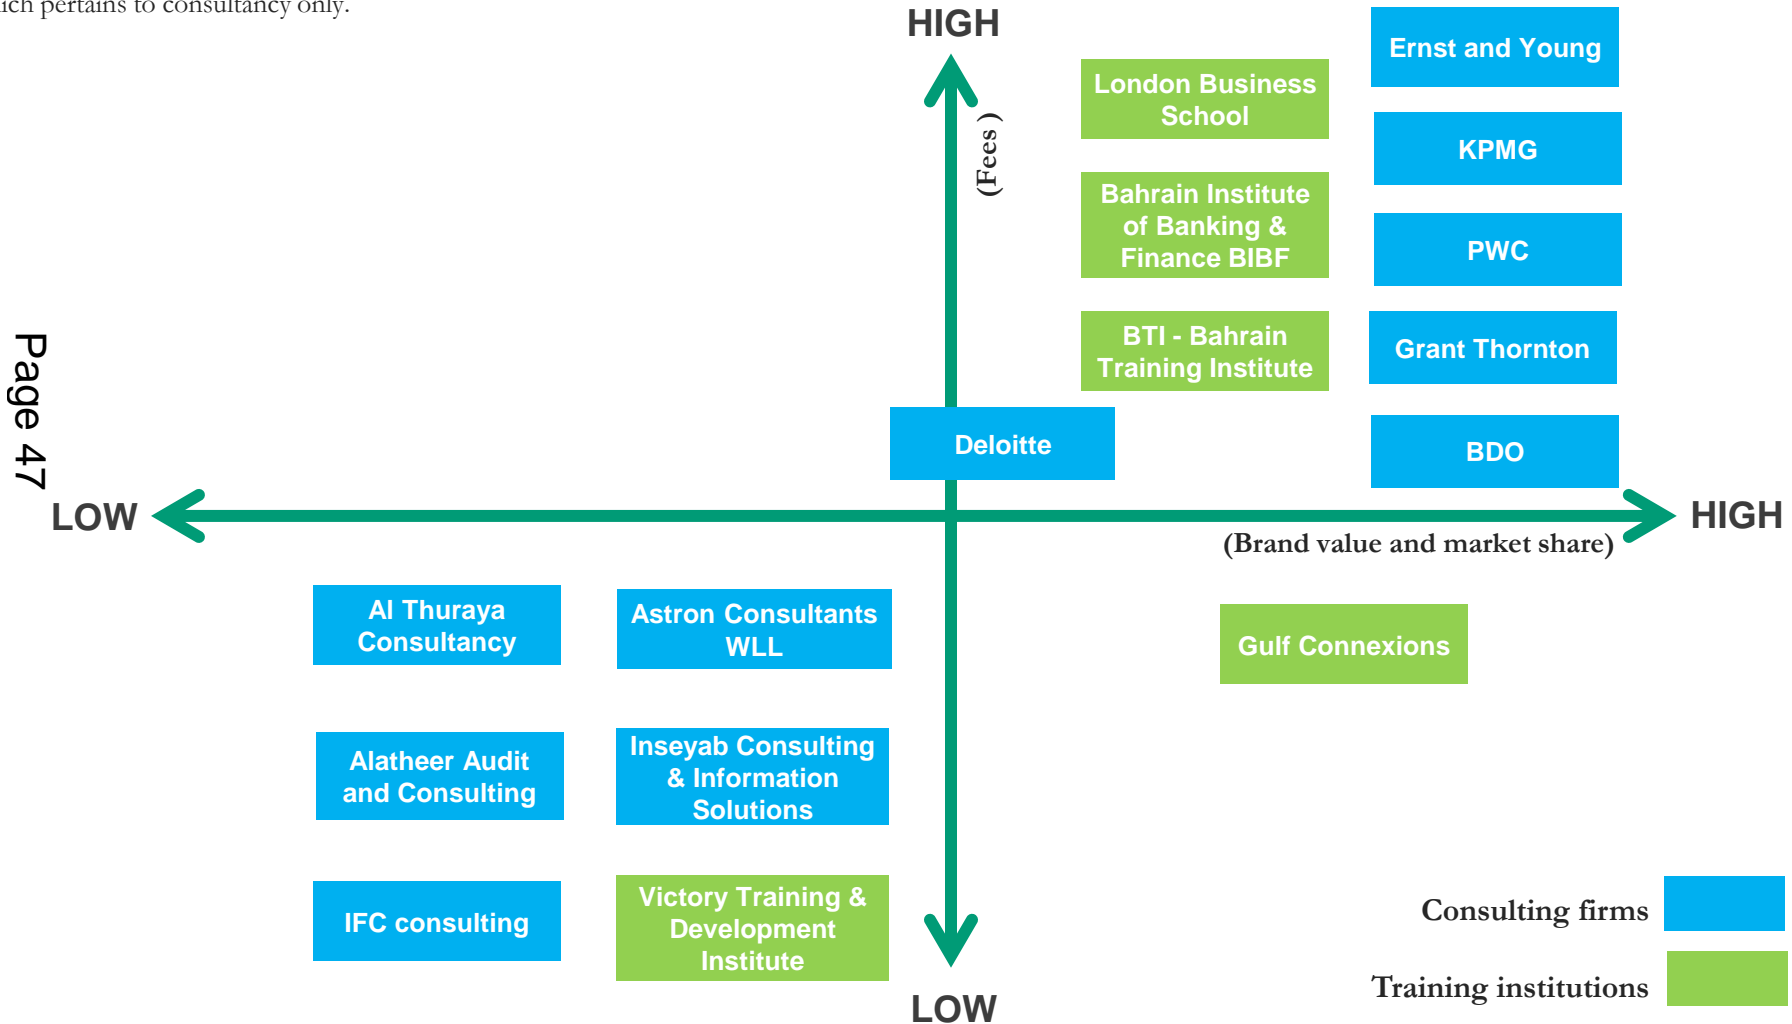 pertains to consultancy only.
HIGH
Ernst and Young
London Business
School
(Fees )
KPMG
Bahrain Institute
of Banking &
Finance BIBF
PWC
BTI - Bahrain
Training Institute
Grant Thornton
Page 47
Deloitte
BDO
LOW
HIGH
(Brand value and market share)
Al Thuraya
Consultancy
Astron Consultants
WLL
Gulf Connexions
Alatheer Audit
and Consulting
Inseyab Consulting
& Information
Solutions
IFC consulting
Victory Training &
Development
Institute
Consulting firms
Training institutions
LOW